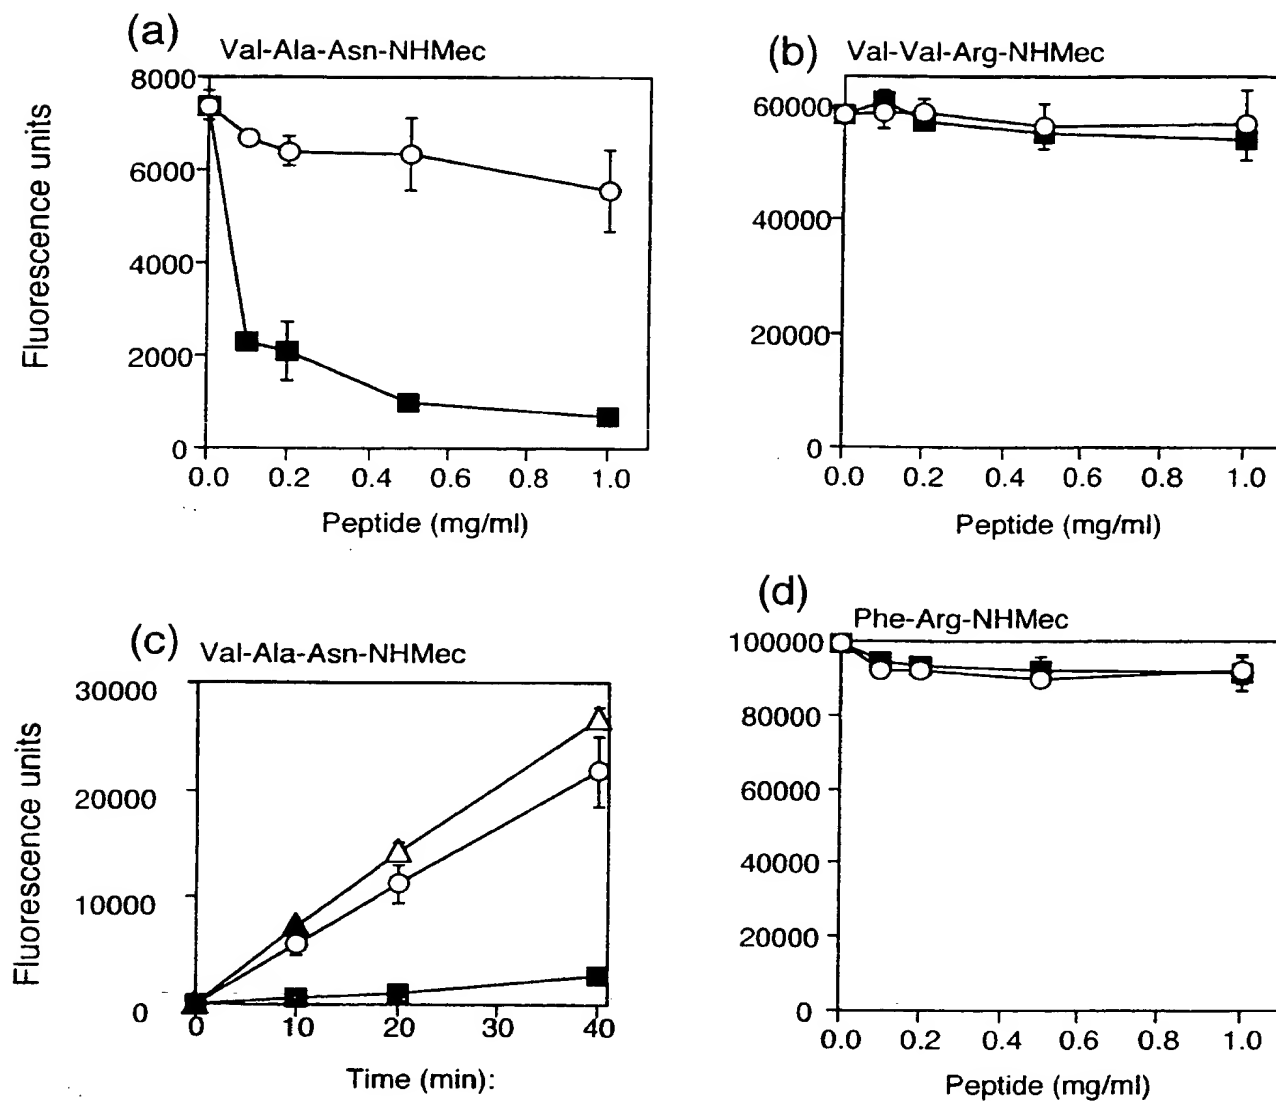 (a)
Val-Ala-Asn-NHMec
8000
6000
4000
2000
0
Fluorescence units
0.0 0.2 0.4 0.6 0.8 1.0
Peptide (mg/ml)
(b)
Val-Val-Arg-NHMec
60000
40000
20000
0
0.0 0.2 0.4 0.6 0.8 1.0
Peptide (mg/ml)
(c)
Val-Ala-Asn-NHMec
30000
20000
10000
0
Fluorescence units
0 10 20 30 40
Time (min):
(d)
Phe-Arg-NHMec
100000
80000
60000
40000
20000
0
0.0 0.2 0.4 0.6 0.8 1.0
Peptide (mg/ml)